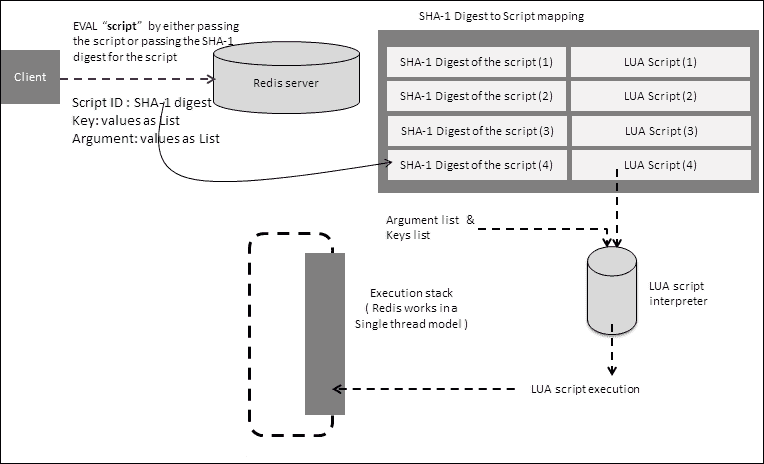 SHA-1 Digest to Script mapping
EVAL “script” by either passing
the script or passing the SHA-1
digest for the script
Client
Redis server
Script ID : SHA-1 digest
Key: values as List
Argument: values as List
SHA-1 Digest of the script (1)
LUA Script (1)
SHA-1 Digest of the script (2)
LUA Script (2)
SHA-1 Digest of the script (3)
LUA Script (3)
SHA-1 Digest of the script (4)
LUA Script (4)
Argument list &
Keys list
LUA script
interpreter
Execution stack
( Redis works in a
Single thread model )
LUA script execution